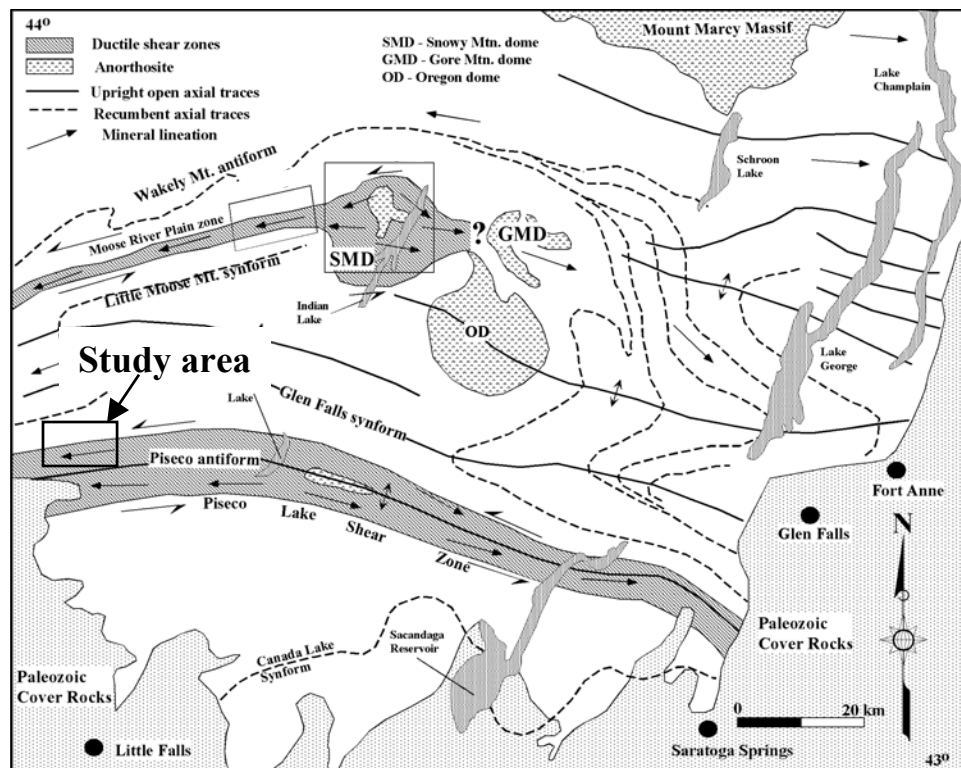 44⁰
Ductile shear zones
Anorthosite
Upright open axial traces
Recumbent axial traces
Mineral lineation
SMD - Snowy Mtn. dome
GMD - Gore Mtn. dome
OD - Oregon dome
Mount Marcy Massif
Lake
Champlain
Schroon
Lake
Wakely Mt. antiform
Moose River Plain zone
Little Moose Mt. synform
SMD
?
GMD
Indian
Lake
OD
Study area
Lake
Glen Falls synform
Lake
George
Piseco antiform
Piseco
Lake
Shear
Zone
Fort Anne
Glen Falls
N
Canada Lake
Synform
Sacandaga
Reservoir
Paleozoic
Cover Rocks
Paleozoic
Cover Rocks
0
20 km
Little Falls
Saratoga Springs
43⁰